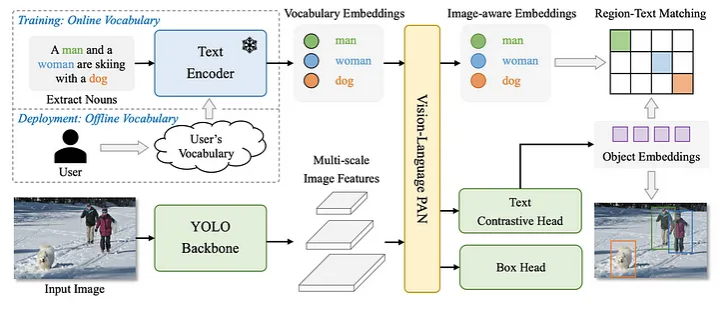 Training: Online Vocabulary
A man and a
woman are skiing
with a dog
Extract Nouns
Text
Encoder
Deployment: Offline Vocabulary
User
User's
Vocabulary
Vocabulary Embeddings
man
woman
dog
Image-aware Embeddings
man
woman
dog
Region-Text Matching
Vision-Language PAN
Input Image
YOLO
Backbone
Multi-scale
Image Features
Text
Contrastive Head
Box Head
Object Embeddings